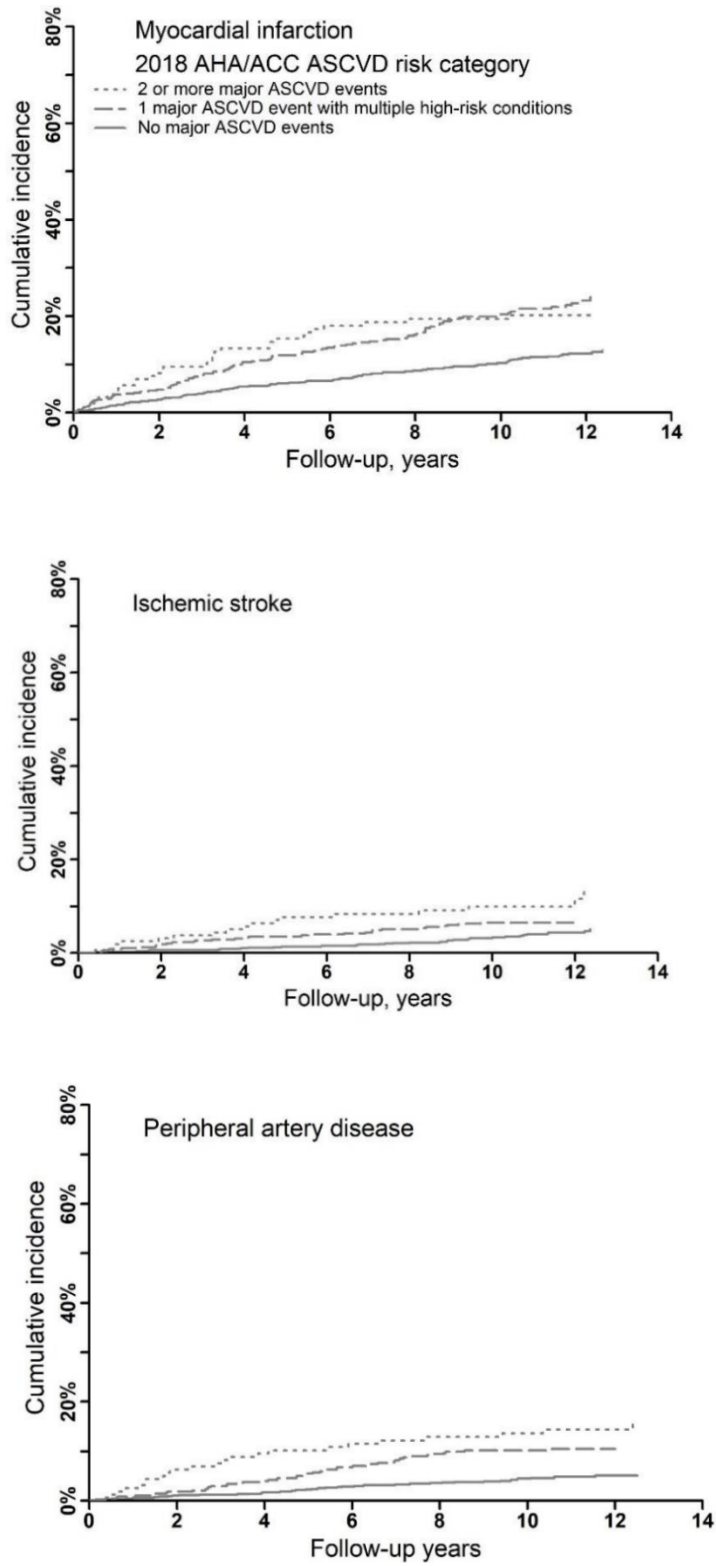 Myocardial infarction
2018 AHA/ACC ASCVD risk category
2 or more major ASCVD events
1 major ASCVD event with multiple high-risk conditions
No major ASCVD events
Cumulative incidence
80%
60%
40%
20%
0%
0 2 4 6 8 10 12 14
Follow-up, years
Ischemic stroke
Cumulative incidence
80%
60%
40%
20%
0%
0 2 4 6 8 10 12 14
Follow-up, years
Peripheral artery disease
Cumulative incidence
80%
60%
40%
20%
0%
0 2 4 6 8 10 12 14
Follow-up years